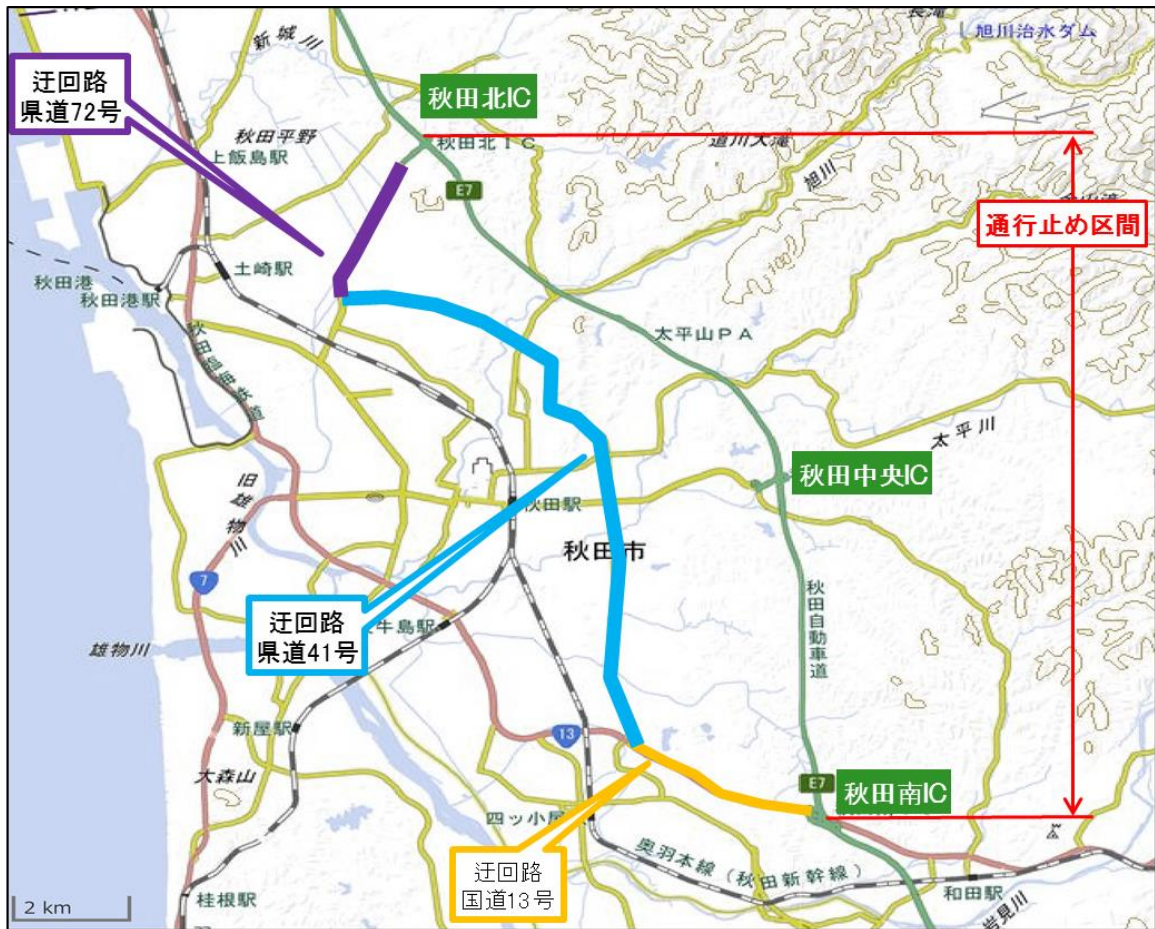 旭川治水ダム
新城川
迂回路
県道72号
秋田北IC
秋田平野
上飯島駅
秋田北IC
道川大滝
旭川
E7
通行止め区間
土崎駅
秋田港
秋田港駅
太平山PA
太平川
秋田中央IC
旧雄物川
秋田駅
秋田市
7
迂回路
県道41号
牛島駅
秋田自動車道
雄物川
新屋駅
13
大森山
E7
秋田南IC
四ッ小屋
奥羽本線(秋田新幹線)
迂回路
国道13号
和田駅
岩見川
桂根駅
2 km
100